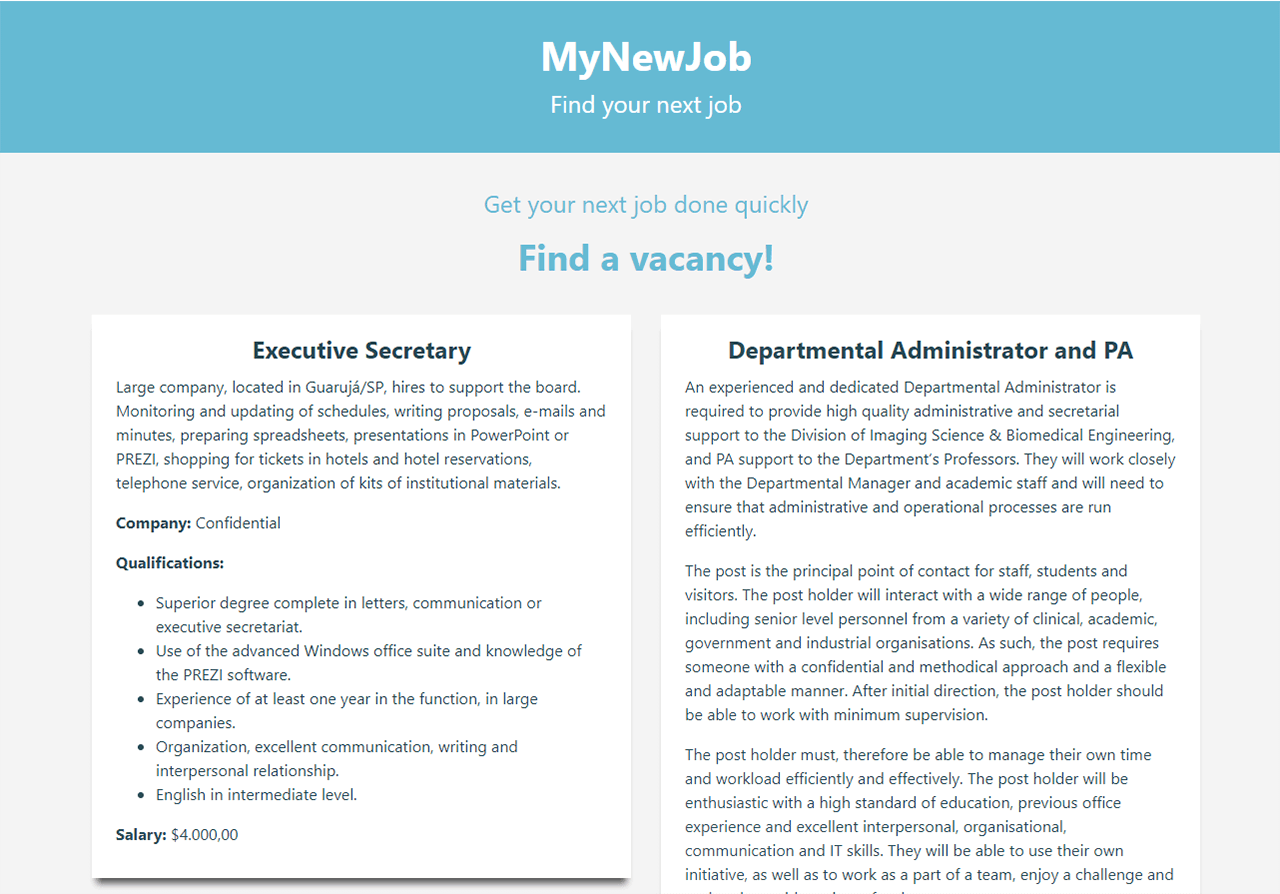 MyNewJob
Find your next job
Get your next job done quickly
Find a vacancy!
Executive Secretary
Large company, located in Guarujá/SP, hires to support the board.
Monitoring and updating of schedules, writing proposals, e-mails and
minutes, preparing spreadsheets, presentations in PowerPoint or
PREZI, shopping for tickets in hotels and hotel reservations,
telephone service, organization of kits of institutional materials.
Company: Confidential
Qualifications:
• Superior degree complete in letters, communication or
executive secretariat.
• Use of the advanced Windows office suite and knowledge of
the PREZI software.
• Experience of at least one year in the function, in large
companies.
• Organization, excellent communication, writing and
interpersonal relationship.
• English in intermediate level.
Salary: $4.000,00
Departmental Administrator and PA
An experienced and dedicated Departmental Administrator is
required to provide high quality administrative and secretarial
support to the Division of Imaging Science & Biomedical Engineering,
and PA support to the Department’s Professors. They will work closely
with the Departmental Manager and academic staff and will need to
ensure that administrative and operational processes are run
efficiently.
The post is the principal point of contact for staff, students and
visitors. The post holder will interact with a wide range of people,
including senior level personnel from a variety of clinical, academic,
government and industrial organisations. As such, the post requires
someone with a confidential and methodical approach and a flexible
and adaptable manner. After initial direction, the post holder should
be able to work with minimum supervision.
The post holder must, therefore be able to manage their own time
and workload efficiently and effectively. The post holder will be
enthusiastic with a high standard of education, previous office
experience and excellent interpersonal, organisational,
communication and IT skills. They will be able to use their own
initiative, as well as to work as a part of a team, enjoy a challenge and